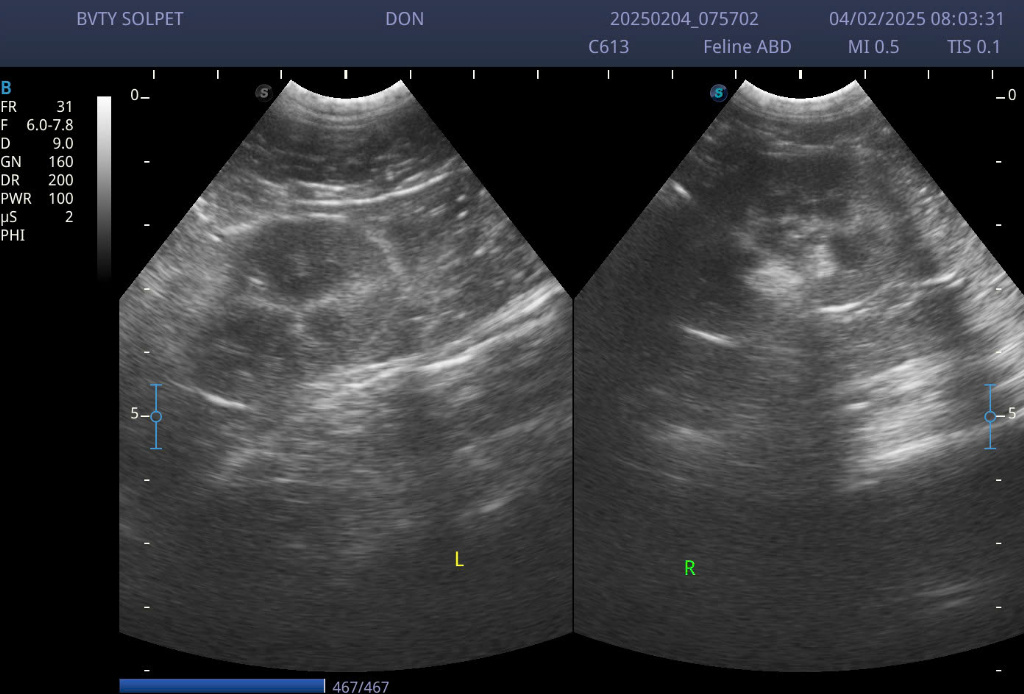 BVTY SOLPET DON 20250204_075702 04/02/2025 08:03:31
C613 Feline ABD MI 0.5 TIS 0.1
B
FR 31
F 6.0-7.8
D 9.0
GN 160
DR 200
PWR 100
µS 2
PHI
S S
0 0
5 5
L R
467/467